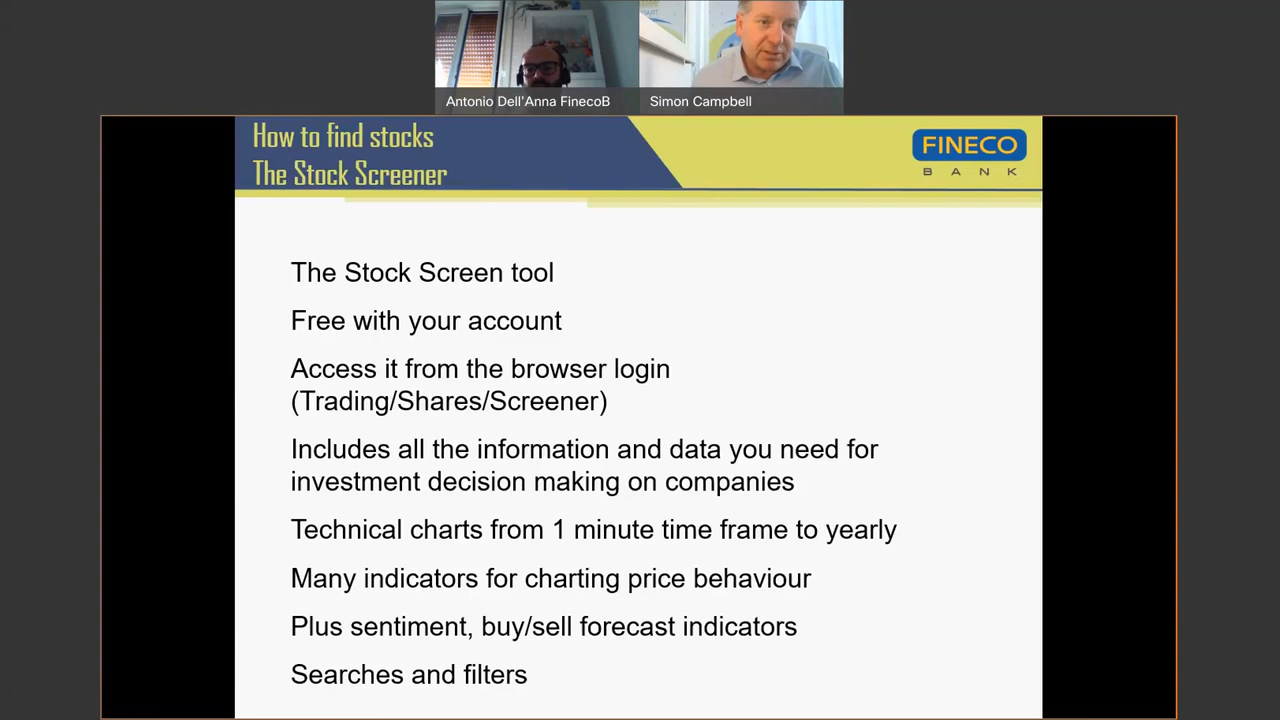 Antonio Dell'Anna FinecoB
Simon Campbell
How to find stocks
The Stock Screener
FINECO
BANK
The Stock Screen tool
Free with your account
Access it from the browser login
(Trading/Shares/Screener)
Includes all the information and data you need for
investment decision making on companies
Technical charts from 1 minute time frame to yearly
Many indicators for charting price behaviour
Plus sentiment, buy/sell forecast indicators
Searches and filters